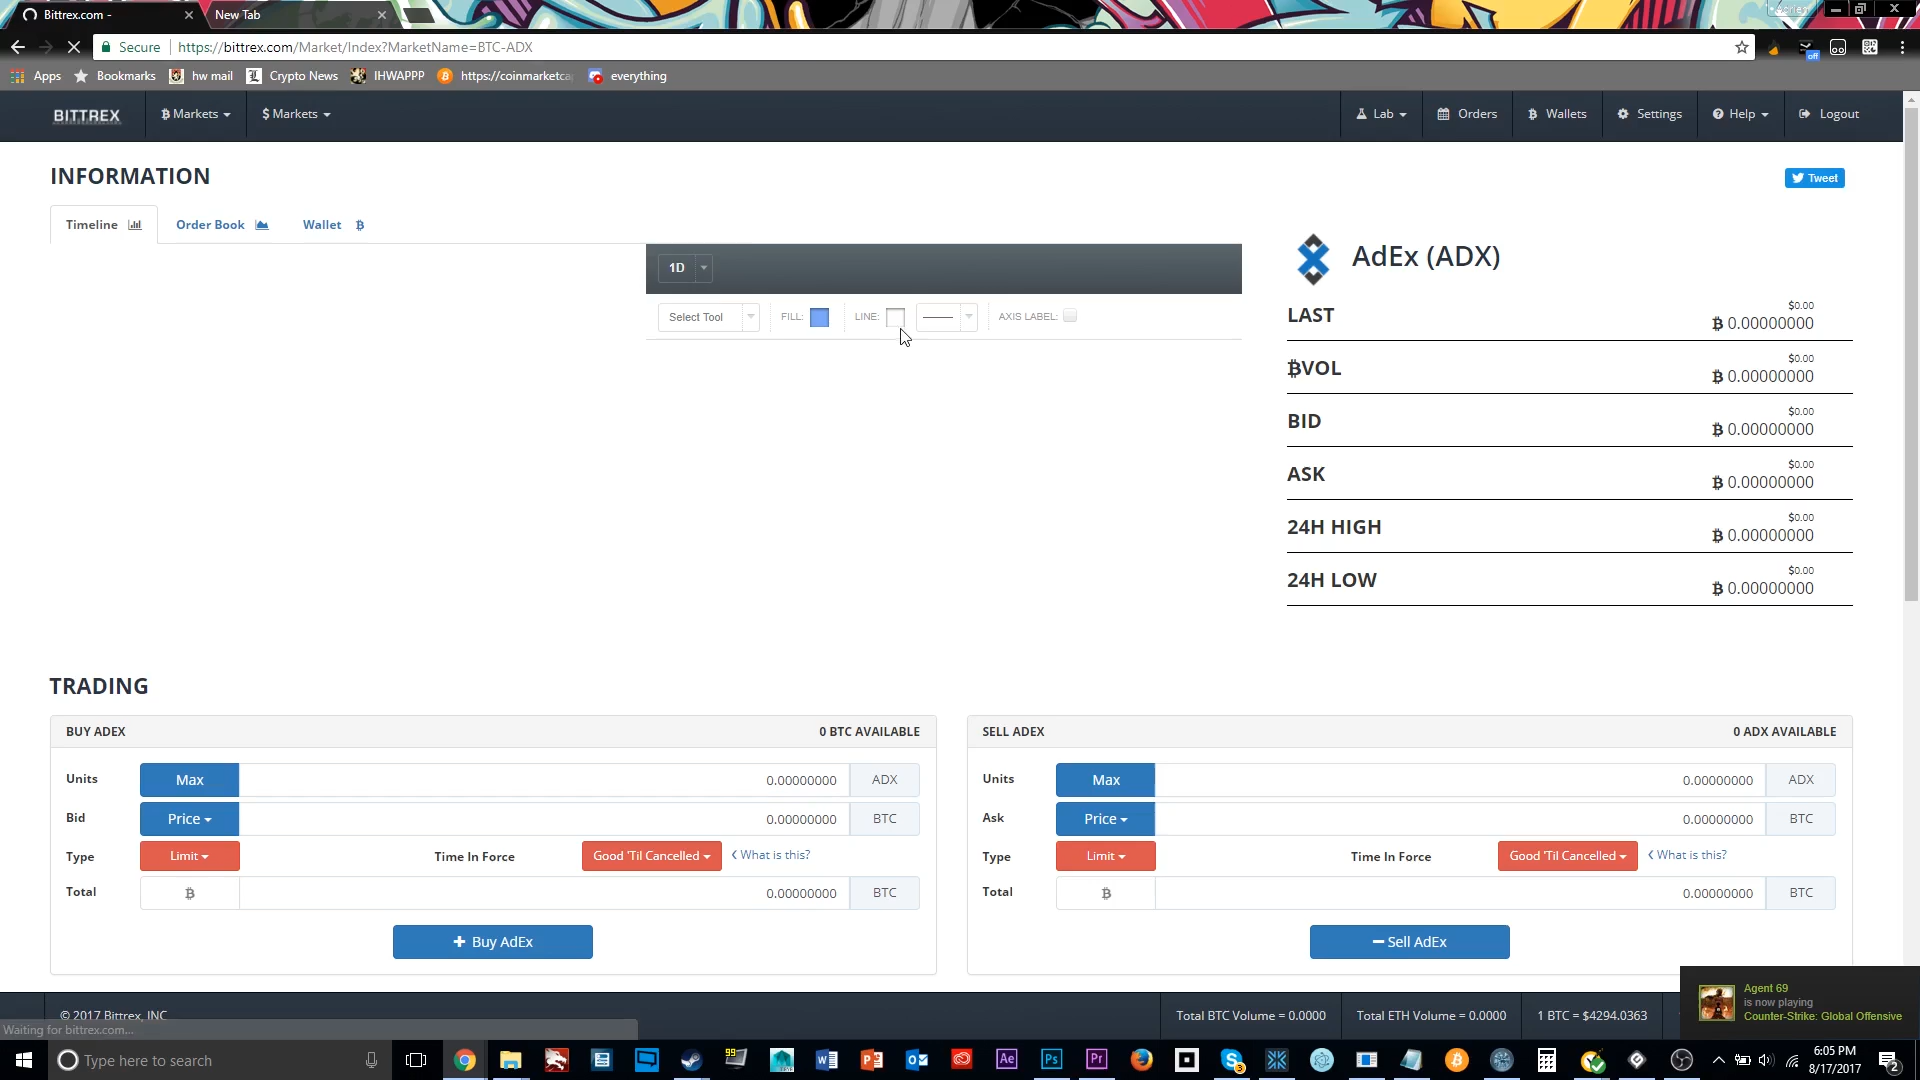 Bittrex.com -
New Tab
Secure https://bittrex.com/Market/Index?MarketName=BTC-ADX
Apps Bookmarks hw mail Crypto News IHWAPPP https://coinmarketca everything
off
BITTREX Markets $ Markets Lab Orders Wallets Settings Help Logout
INFORMATION
Tweet
Timeline Order Book Wallet
1D
Select Tool FILL: LINE: AXIS LABEL:
AdEx (ADX)
LAST
$0.00
0.00000000
VOL
$0.00
0.00000000
BID
$0.00
0.00000000
ASK
$0.00
0.00000000
24H HIGH
$0.00
0.00000000
24H LOW
$0.00
0.00000000
TRADING
BUY ADEX 0 BTC AVAILABLE
Units Max 0.00000000 ADX
Bid Price 0.00000000 BTC
Type Limit Time In Force Good 'Til Cancelled What is this?
Total 0.00000000 BTC
Buy AdEx
SELL ADEX 0 ADX AVAILABLE
Units Max 0.00000000 ADX
Ask Price 0.00000000 BTC
Type Limit Time In Force Good 'Til Cancelled What is this?
Total 0.00000000 BTC
Sell AdEx
© 2017 Bittrex, INC
Total BTC Volume = 0.0000 Total ETH Volume = 0.0000 1 BTC = $4294.0363
Waiting for bittrex.com...
Agent 69
is now playing
Counter-Strike: Global Offensive
Type here to search
99
Ae Ps Pr
3
6:05 PM
8/17/2017
2